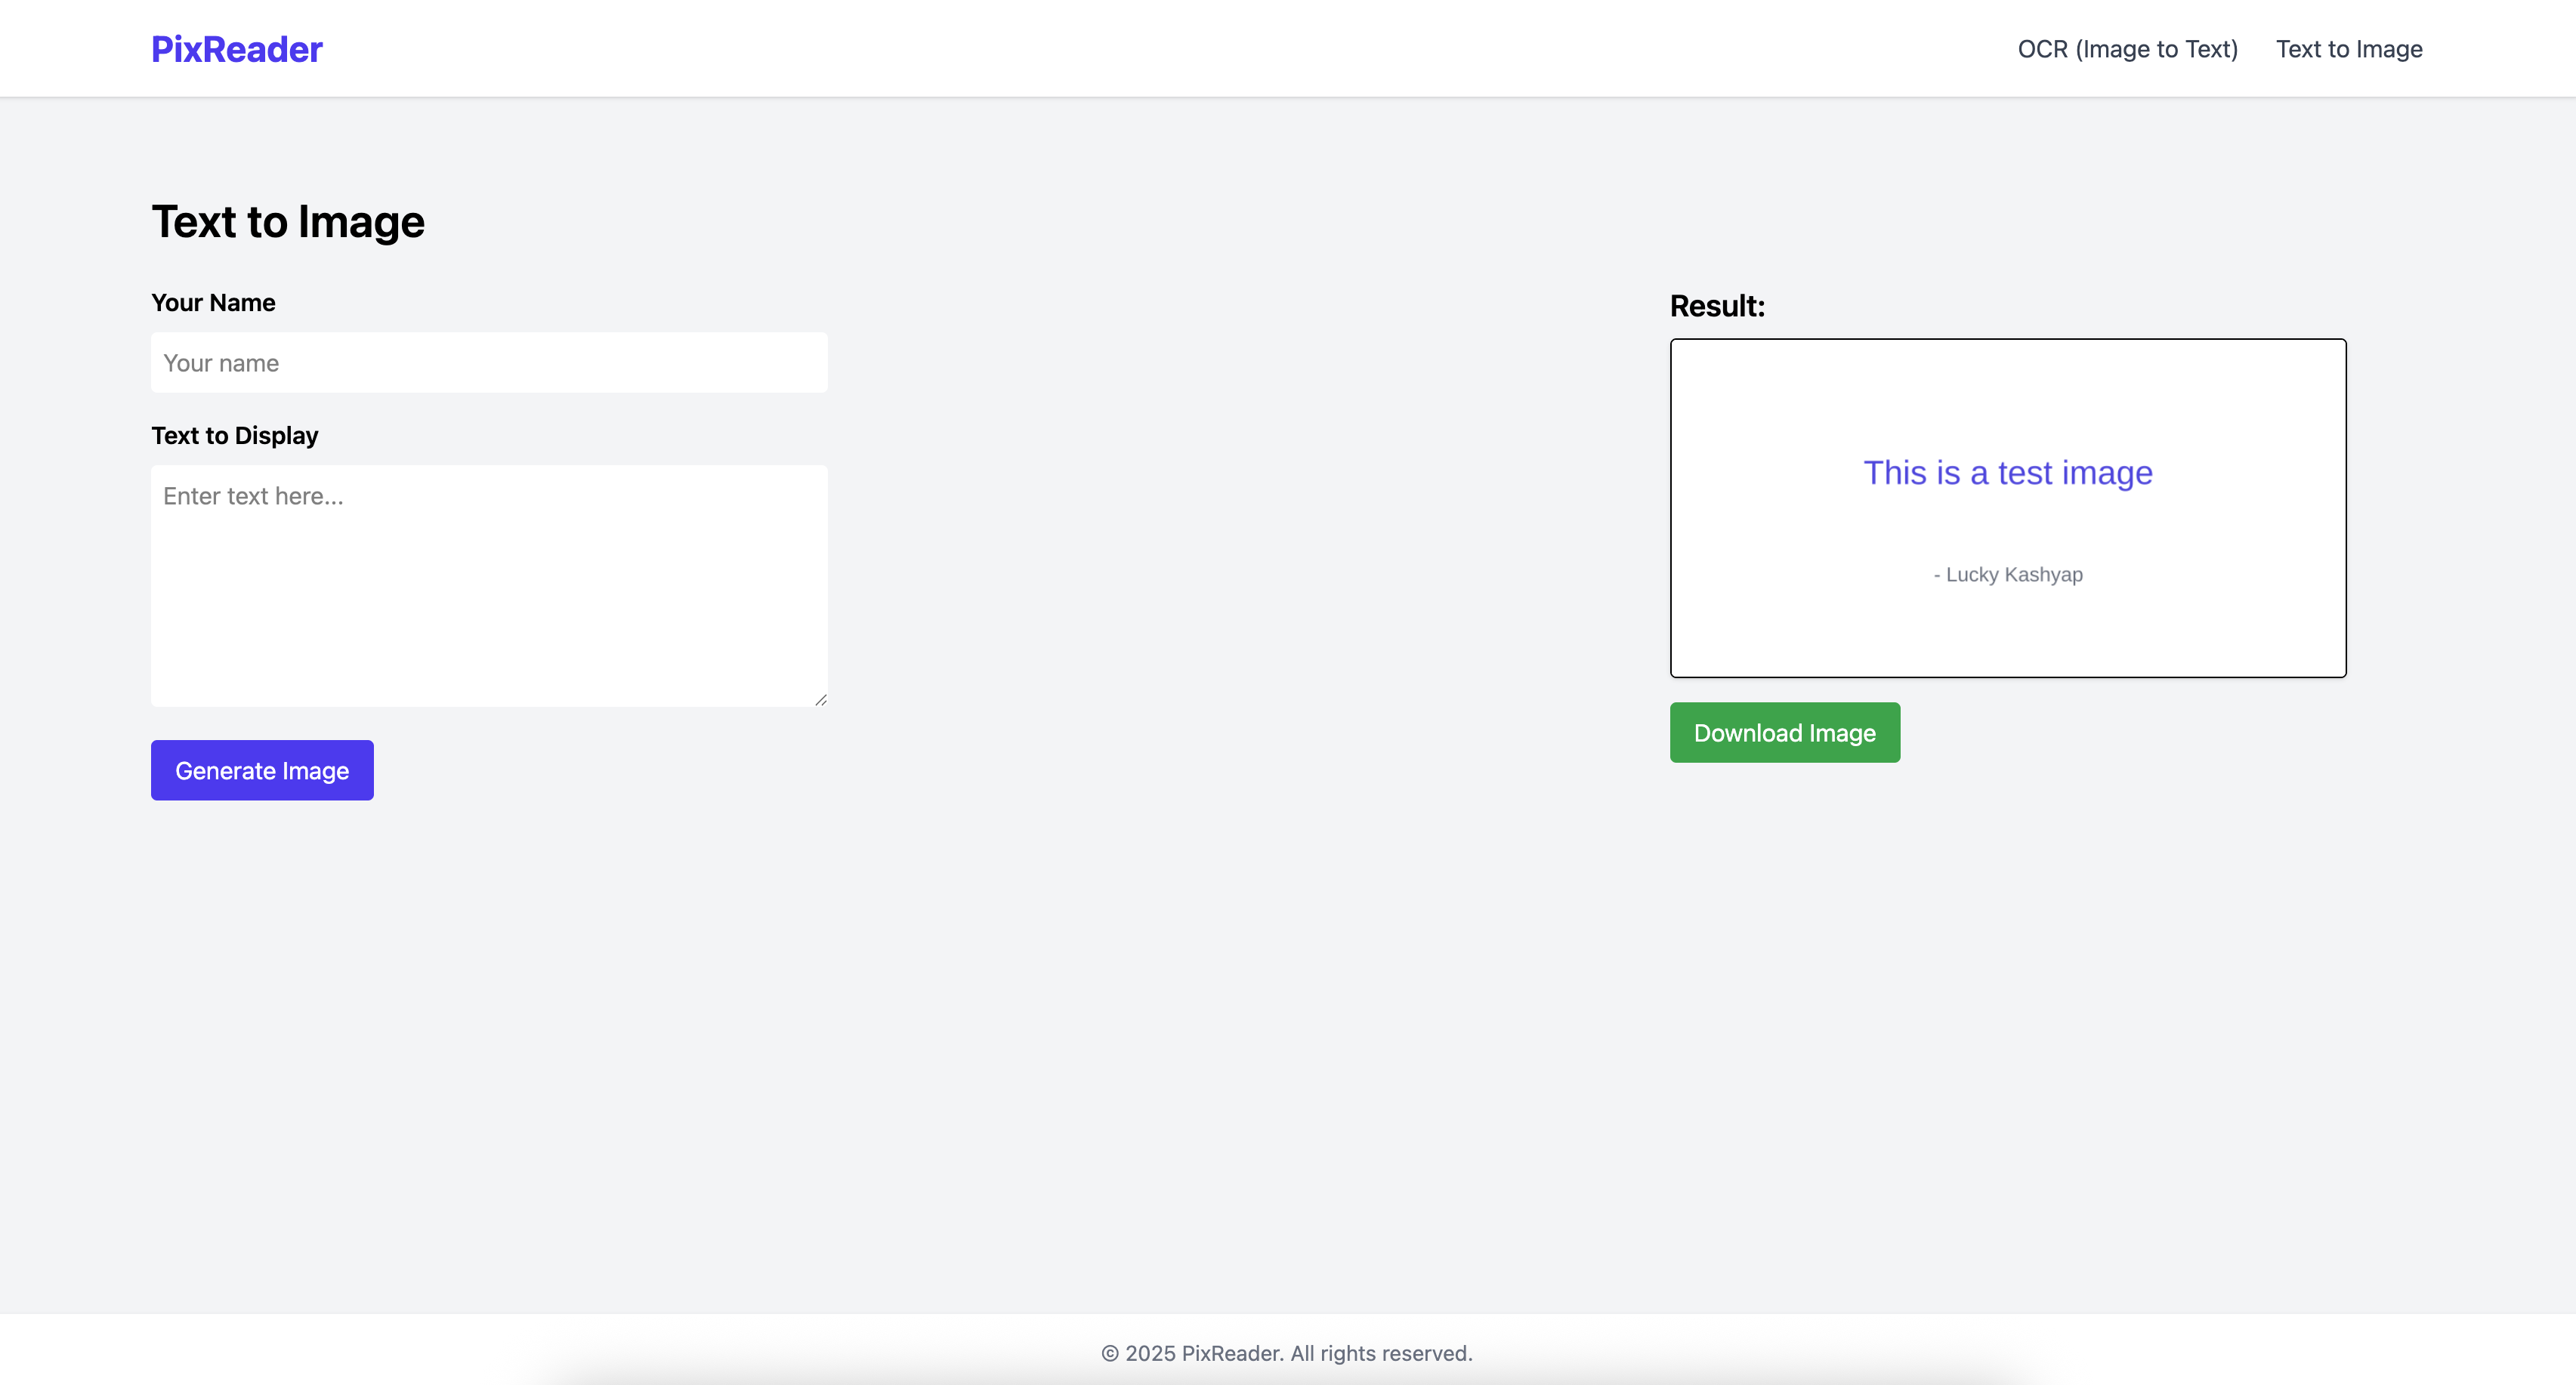 PixReader
OCR (Image to Text)
Text to Image
Text to Image
Your Name
Your name
Text to Display
Enter text here...
Generate Image
Result:
This is a test image
- Lucky Kashyap
Download Image
© 2025 PixReader. All rights reserved.